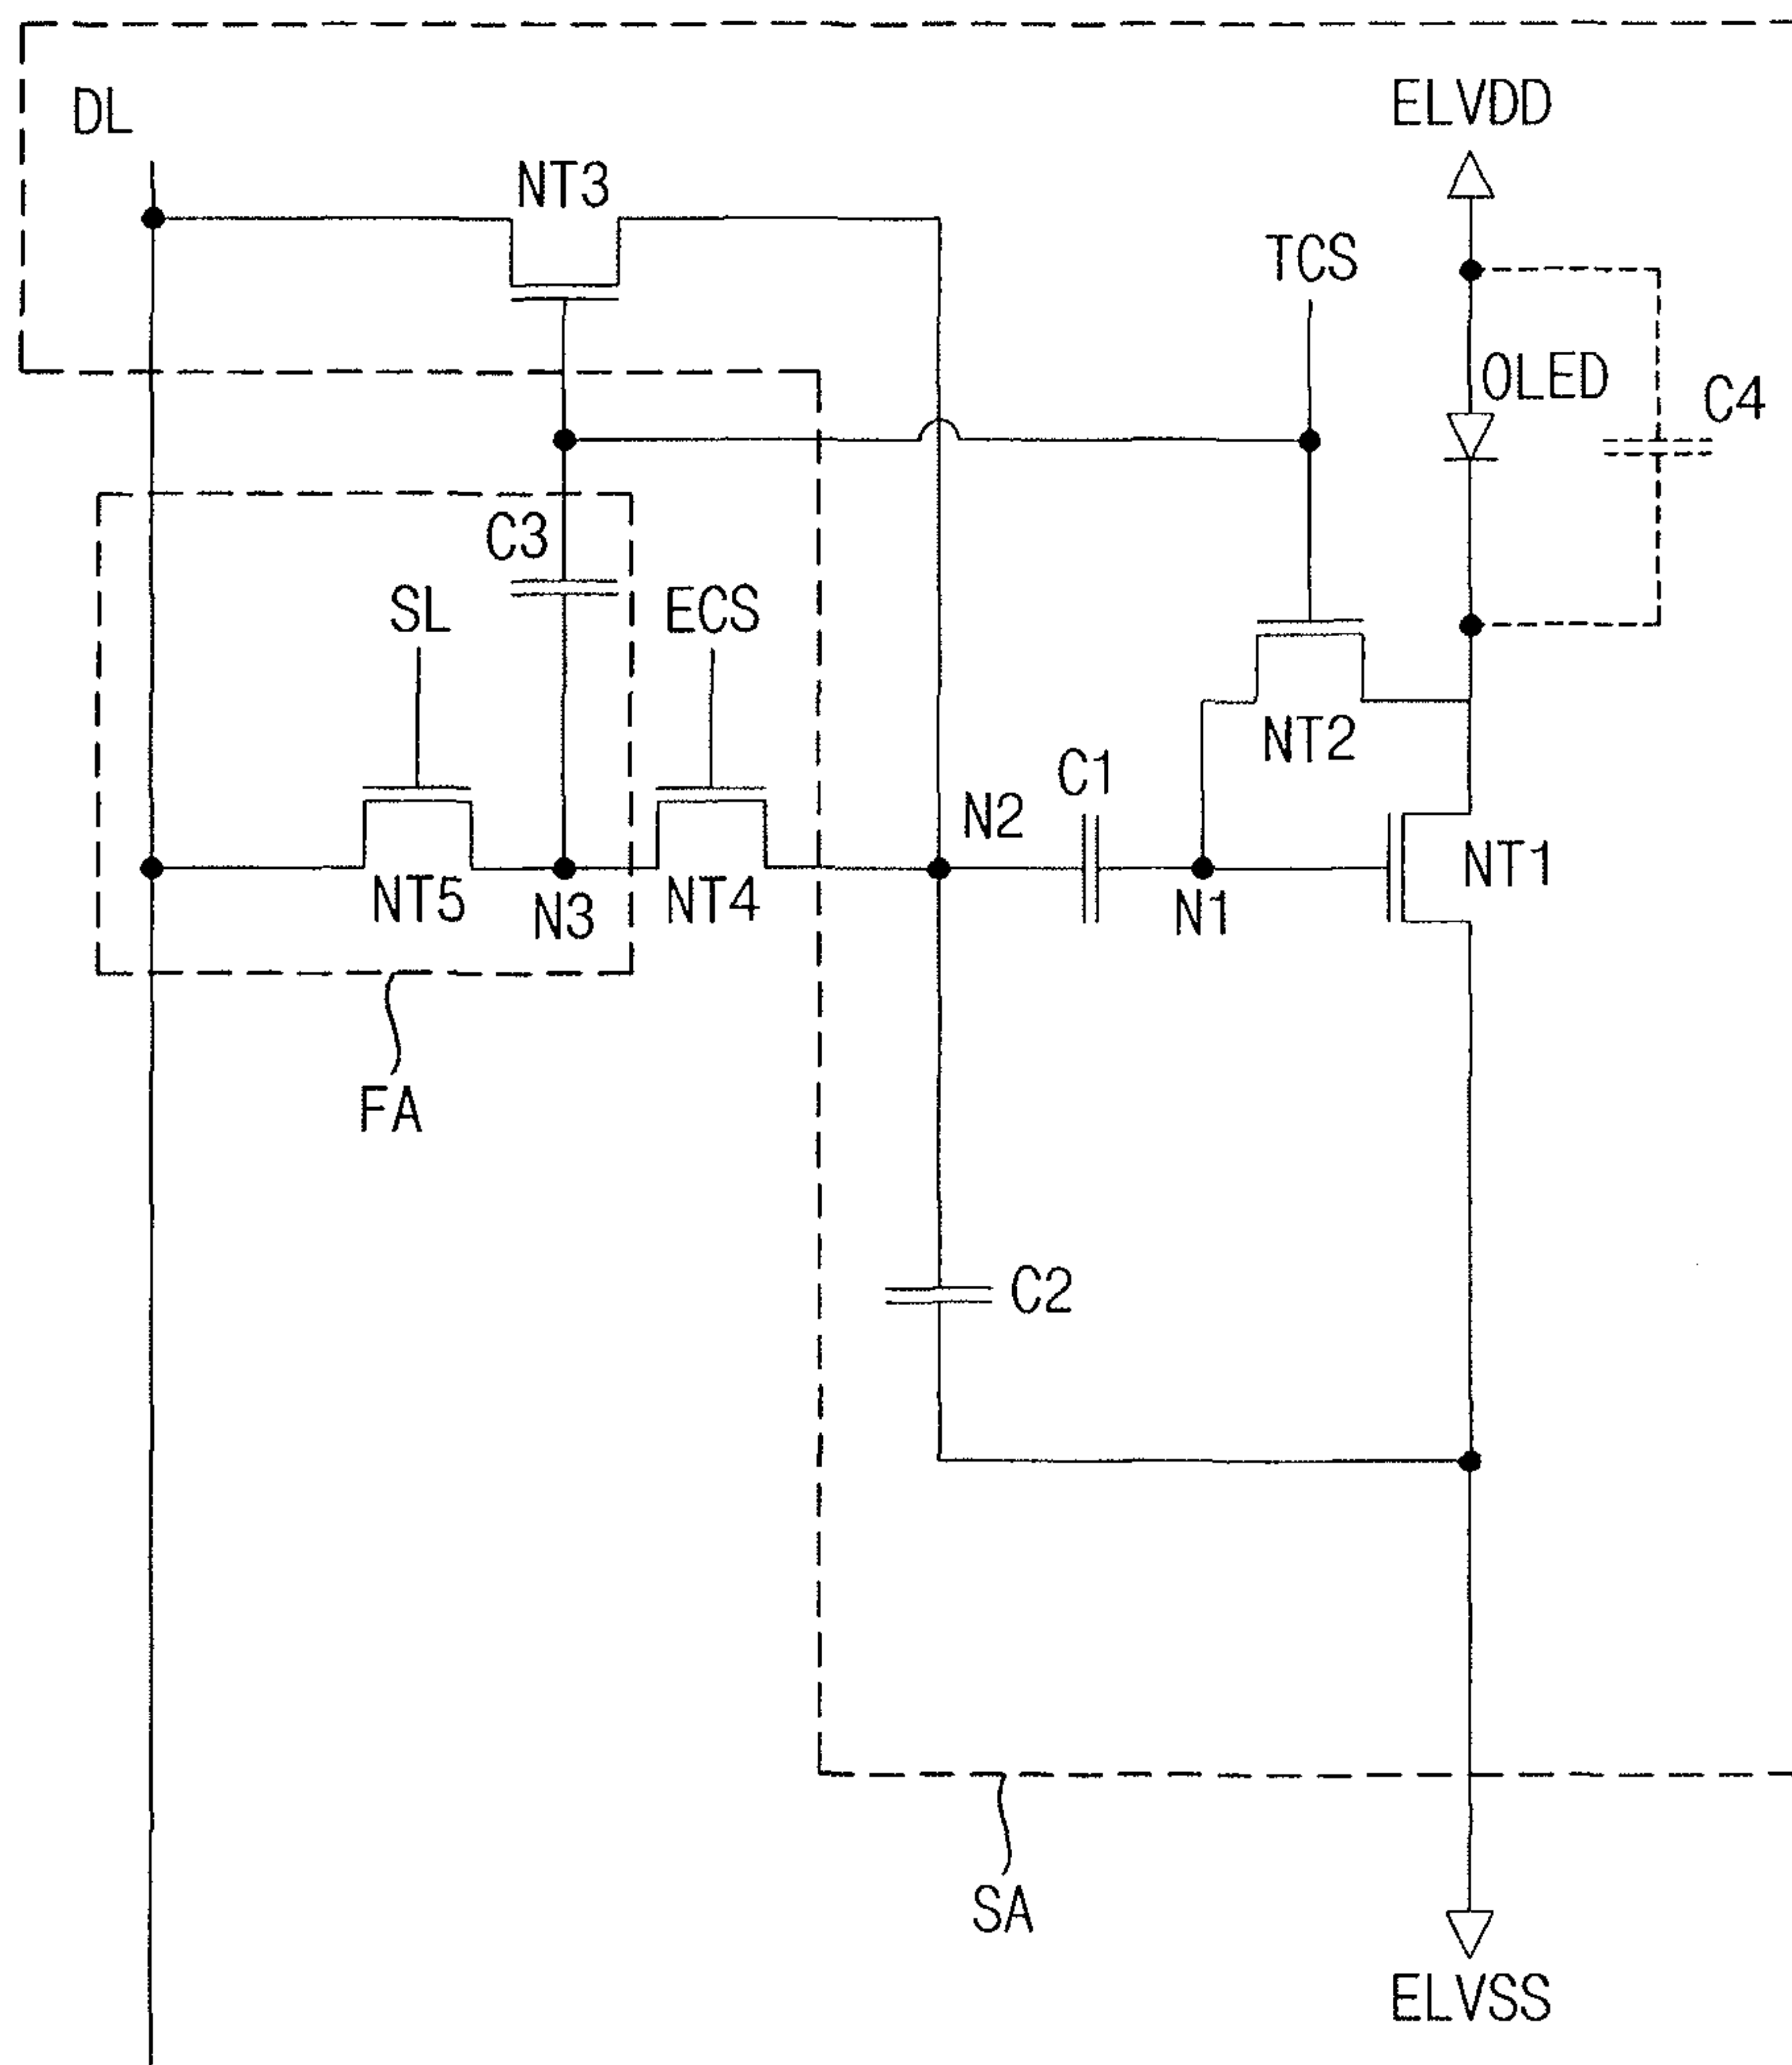 DL
ELVDD
NT3
TCS
OLED
C4
C3
SL
ECS
NT2
C1
N2
NT1
NT5
N3
NT4
N1
FA
C2
SA
ELVSS